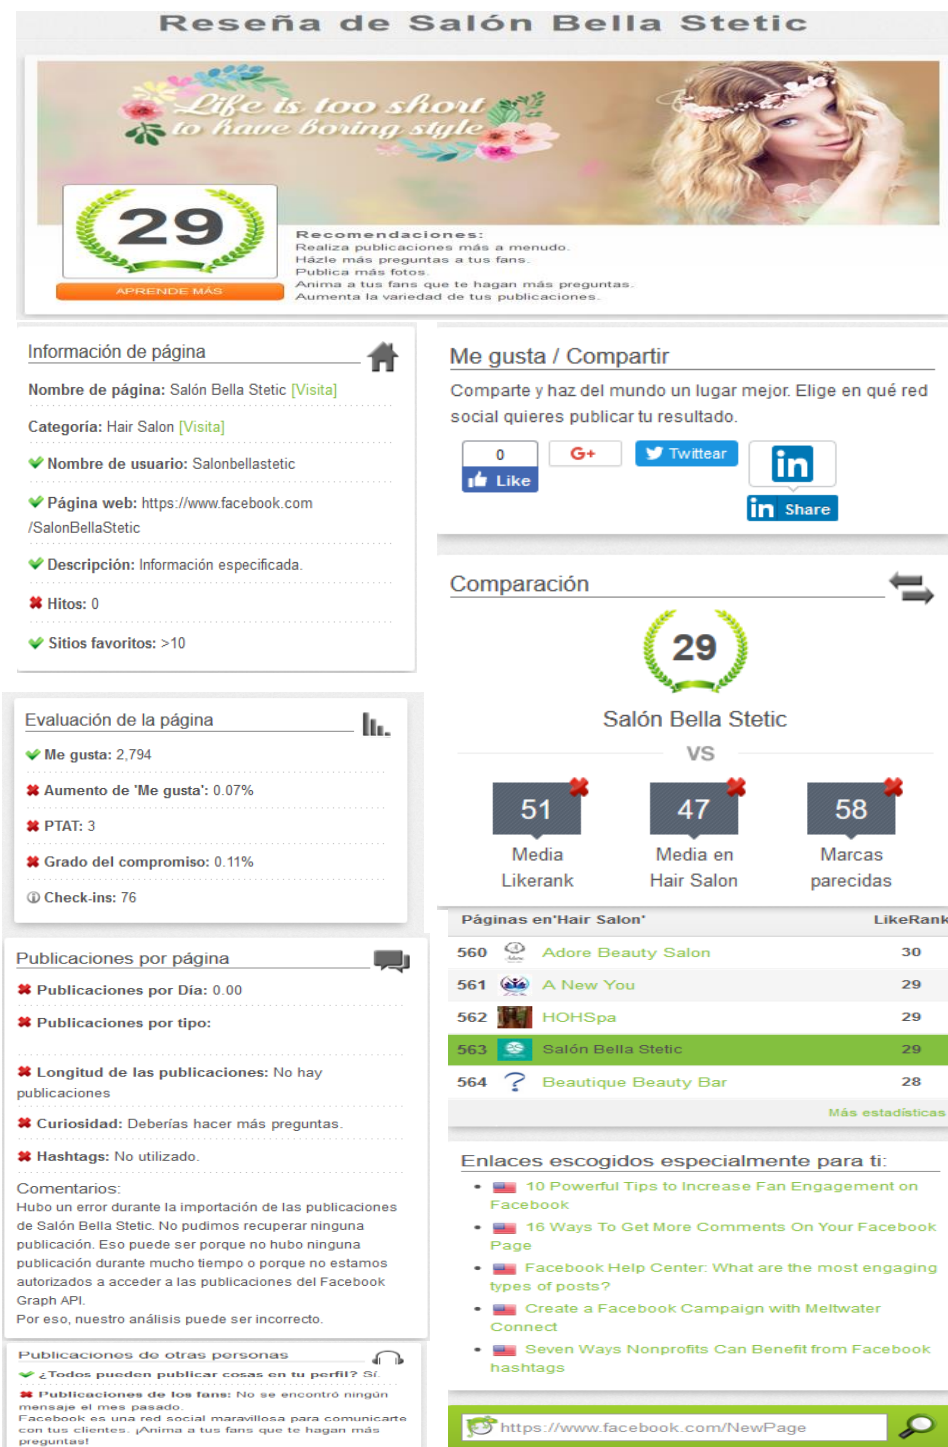 Reseña de Salón Bella Stetic
Life is too short
to have boring style
29
APRENDE MÁS
Recomendaciones:
Realiza publicaciones más a menudo.
Házle más preguntas a tus fans.
Publica más fotos.
Anima a tus fans que te hagan más preguntas.
Aumenta la variedad de tus publicaciones.
Información de página
Nombre de página: Salón Bella Stetic [Visita]
Categoría: Hair Salon [Visita]
Nombre de usuario: Salonbellastetic
Página web: https://www.facebook.com
/SalonBellaStetic
Descripción: Información especificada.
Hitos: 0
Sitios favoritos: >10
Evaluación de la página
Me gusta: 2,794
Aumento de 'Me gusta': 0.07%
PTAT: 3
Grado del compromiso: 0.11%
Check-ins: 76
Publicaciones por página
Publicaciones por Día: 0.00
Publicaciones por tipo:
Longitud de las publicaciones: No hay
publicaciones
Curiosidad: Deberías hacer más preguntas.
Hashtags: No utilizado.
Comentarios:
Hubo un error durante la importación de las publicaciones
de Salón Bella Stetic. No pudimos recuperar ninguna
publicación. Eso puede ser porque no hubo ninguna
publicación durante mucho tiempo o porque no estamos
autorizados a acceder a las publicaciones del Facebook
Graph API.
Por eso, nuestro análisis puede ser incorrecto.
Publicaciones de otras personas
¿Todos pueden publicar cosas en tu perfil? Sí.
Publicaciones de los fans: No se encontró ningún
mensaje el mes pasado.
Facebook es una red social maravillosa para comunicarte
con tus clientes. ¡Anima a tus fans que te hagan más
preguntas!
Me gusta / Compartir
Comparte y haz del mundo un lugar mejor. Elige en qué red
social quieres publicar tu resultado.
0
Like
G+
Twittear
in
in Share
Comparación
29
Salón Bella Stetic
VS
51 47 58
Media Media en Marcas
Likerank Hair Salon parecidas
Páginas en'Hair Salon' LikeRank
560 Adore Beauty Salon 30
561 A New You 29
562 HOHSpa 29
563 Salón Bella Stetic 29
564 ? Beautique Beauty Bar 28
Más estadísticas
Enlaces escogidos especialmente para ti:
10 Powerful Tips to Increase Fan Engagement on
Facebook
16 Ways To Get More Comments On Your Facebook
Page
Facebook Help Center: What are the most engaging
types of posts?
Create a Facebook Campaign with Meltwater
Connect
Seven Ways Nonprofits Can Benefit from Facebook
hashtags
https://www.facebook.com/NewPage